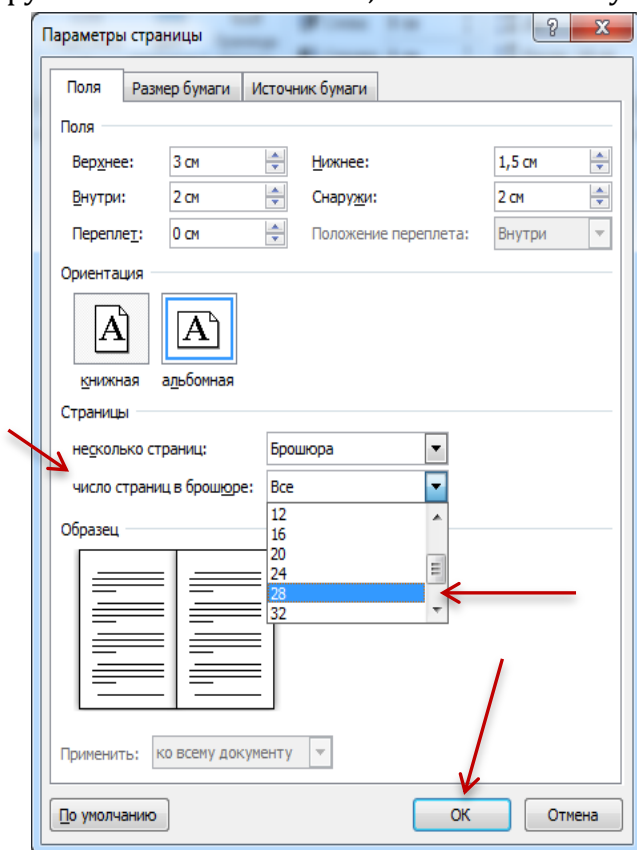 Параметры страницы
Поля Размер бумаги Источник бумаги
Поля
Верхнее: 3 см Нижнее: 1,5 см
Внутри: 2 см Снаружи: 2 см
Переплет: 0 см Положение переплета: Внутри
Ориентация
A A
книжная альбомная
Страницы
несколько страниц: Брошюра
число страниц в брошюре: Все
12
16
Образец
20
24
28
32
Применить: ко всему документу
По умолчанию ОК Отмена